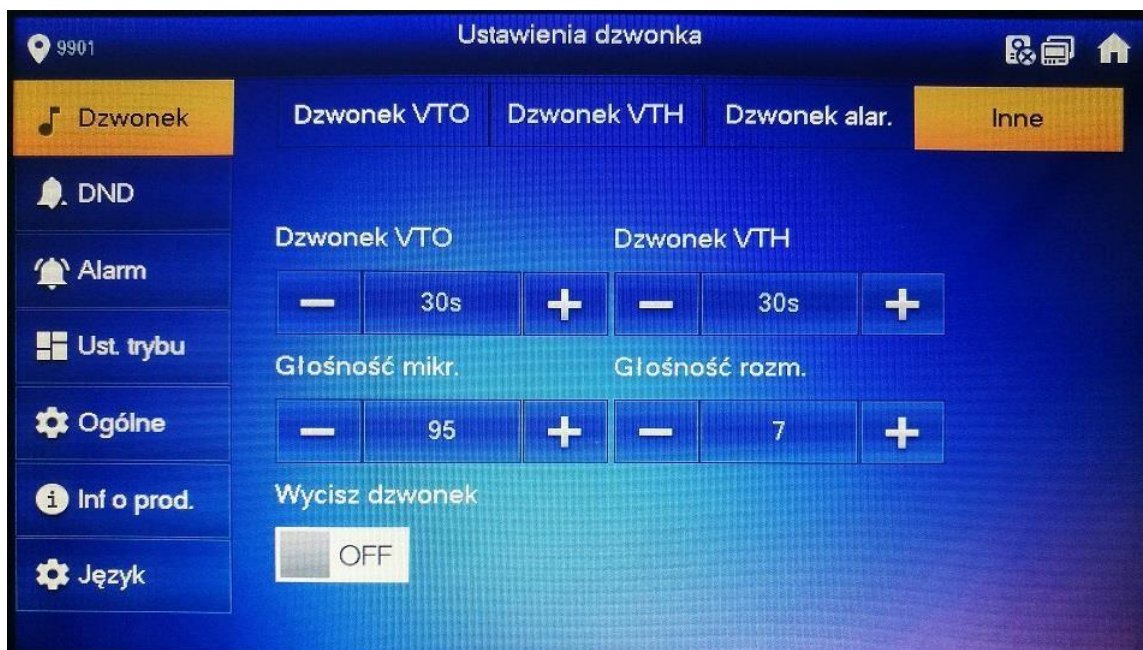 9901
Ustawienia dzwonka
Dzwonek
DND
Alarm
Ust. trybu
Ogólne
Inf o prod.
Język
Dzwonek VTO
Dzwonek VTH
Dzwonek alar.
Inne
Dzwonek VTO
Dzwonek VTH
30s
30s
Głośność mikr.
Głośność rozm.
95
7
Wycisz dzwonek
OFF